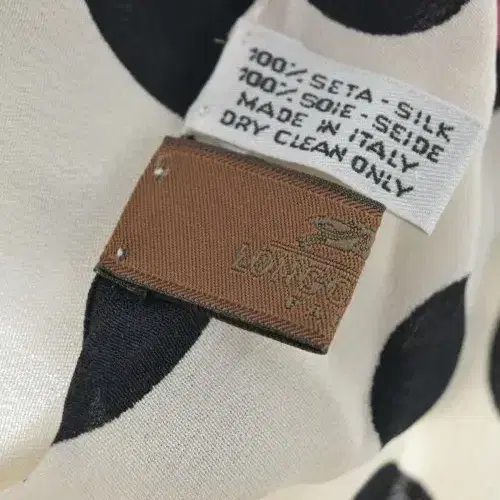 100% SETA - SILK
100% SOIE - SEIDE
MADE IN ITALY
DRY CLEAN ONLY